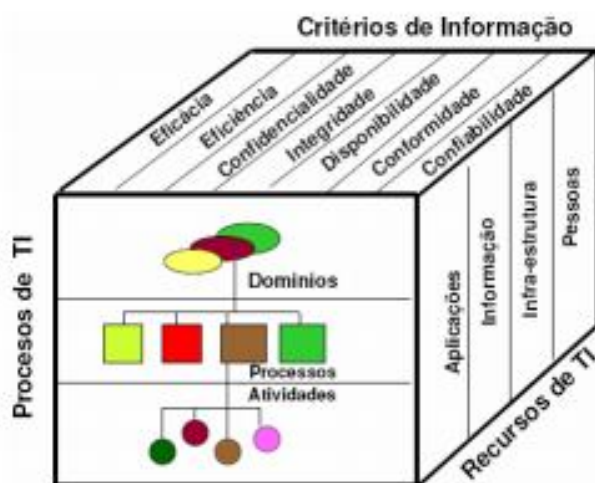 Critérios de Informação
Eficácia
Eficiência
Confidencialidade
Integridade
Disponibilidade
Conformidade
Confiabilidade
Procesos de TI
Domínios
Processos
Atividades
Aplicações
Informação
Infra-estrutura
Pessoas
Recursos de TI